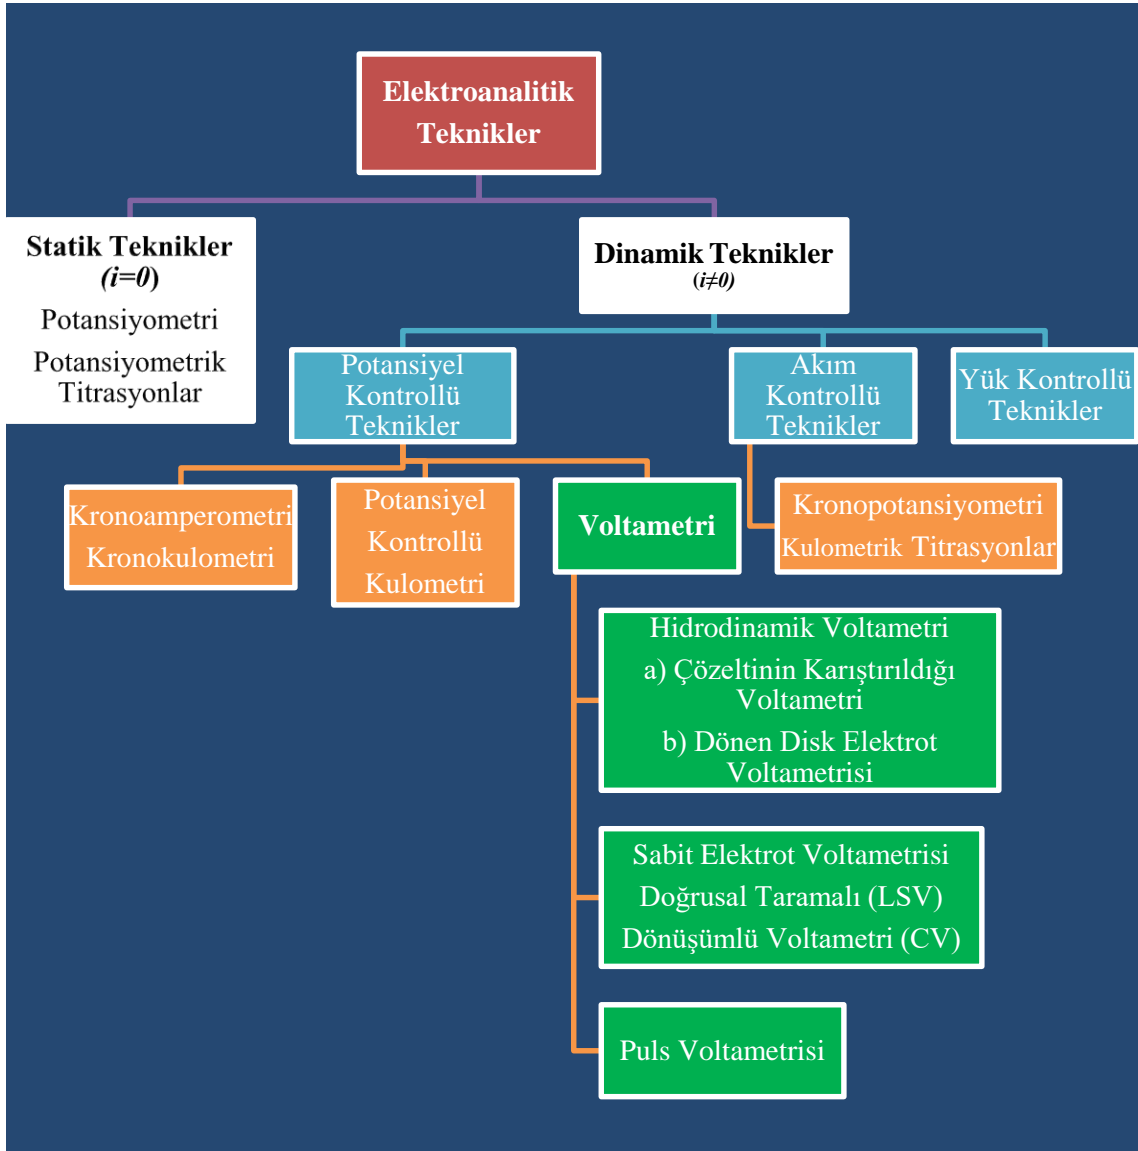 Elektroanalitik
Teknikler
Statik Teknikler
(i=0)
Potansiyometri
Potansiyometrik
Titrasyonlar
Dinamik Teknikler
(i≠0)
Potansiyel
Kontrollü
Teknikler
Akım
Kontrollü
Teknikler
Yük Kontrollü
Teknikler
Kronoamperometri
Kronokulometri
Potansiyel
Kontrollü
Kulometri
Voltametri
Kronopotansiyometri
Kulometrik Titrasyonlar
Hidrodinamik Voltametri
a) Çözeltinin Karıştırıldığı
Voltametri
b) Dönen Disk Elektrot
Voltametrisi
Sabit Elektrot Voltametrisi
Doğrusal Taramalı (LSV)
Dönüşümlü Voltametri (CV)
Puls Voltametrisi